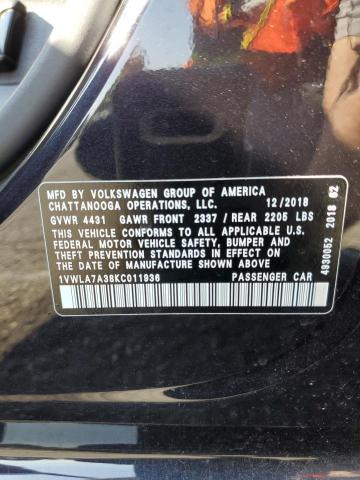 MFD BY VOLKSWAGEN GROUP OF AMERICA
CHATTANOOGA OPERATIONS, LLC. 12/2018
GVWR 4431 GAWR FRONT 2337 / REAR 2205 LBS
THIS VEHICLE CONFORMS TO ALL APPLICABLE U.S.
FEDERAL MOTOR VEHICLE SAFETY, BUMPER AND
THEFT PREVENTION STANDARDS IN EFFECT ON
THE DATE OF MANUFACTURE SHOWN ABOVE
1VWLA7A38KC011936 PASSENGER CAR
4930052 2018 82